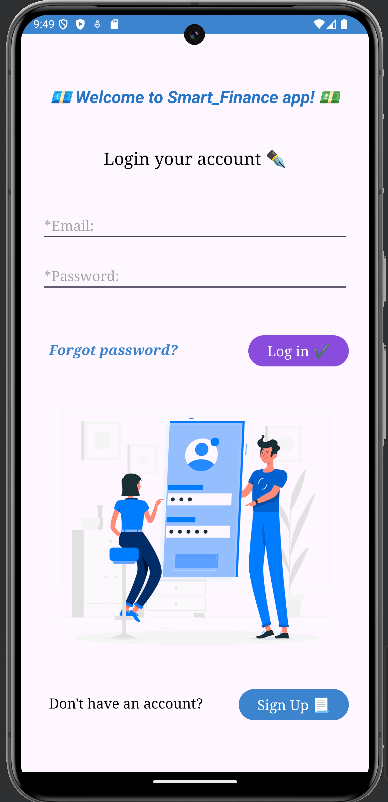 9:49
💶 Welcome to Smart_Finance app! 💵
Login your account ✒️
*Email:
*Password:
Forgot password?
Log in ✔️
Don't have an account?
Sign Up 📃